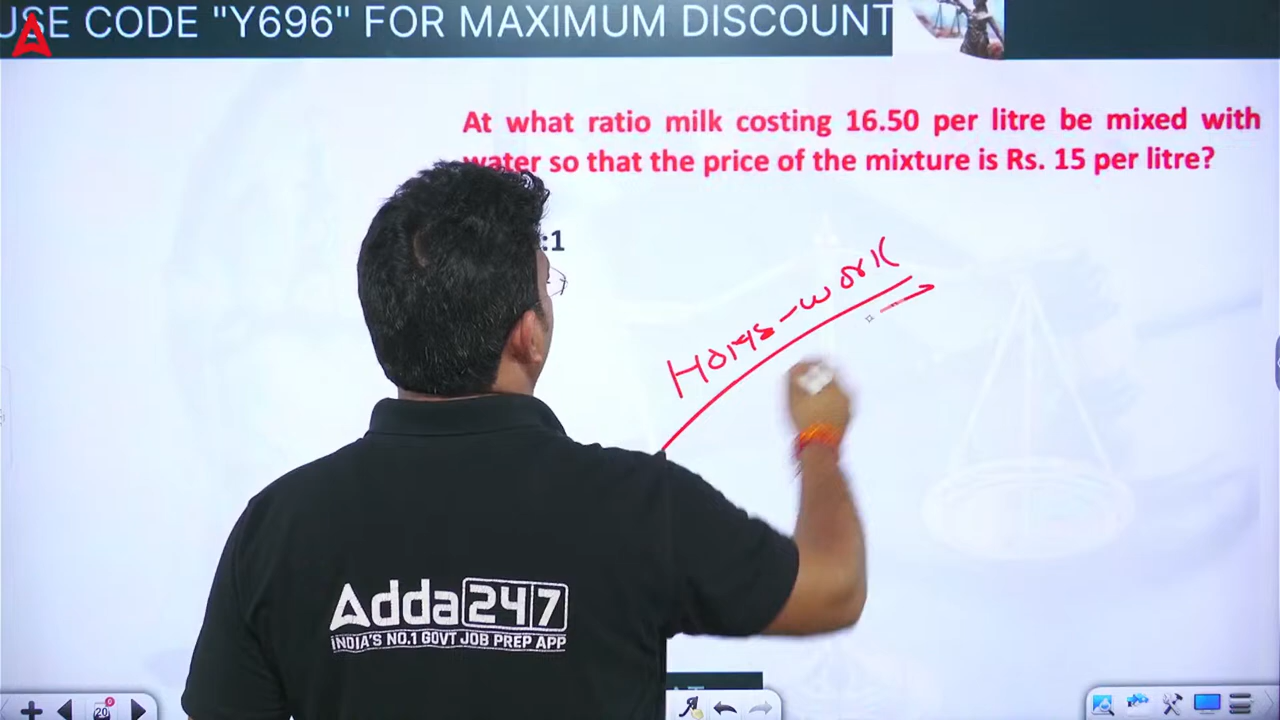 USE CODE "Y696" FOR MAXIMUM DISCOUNT
At what ratio milk costing 16.50 per litre be mixed with
water so that the price of the mixture is Rs. 15 per litre?
:1
work
Adda247
INDIA'S NO.1 GOVT JOB PREP APP
20